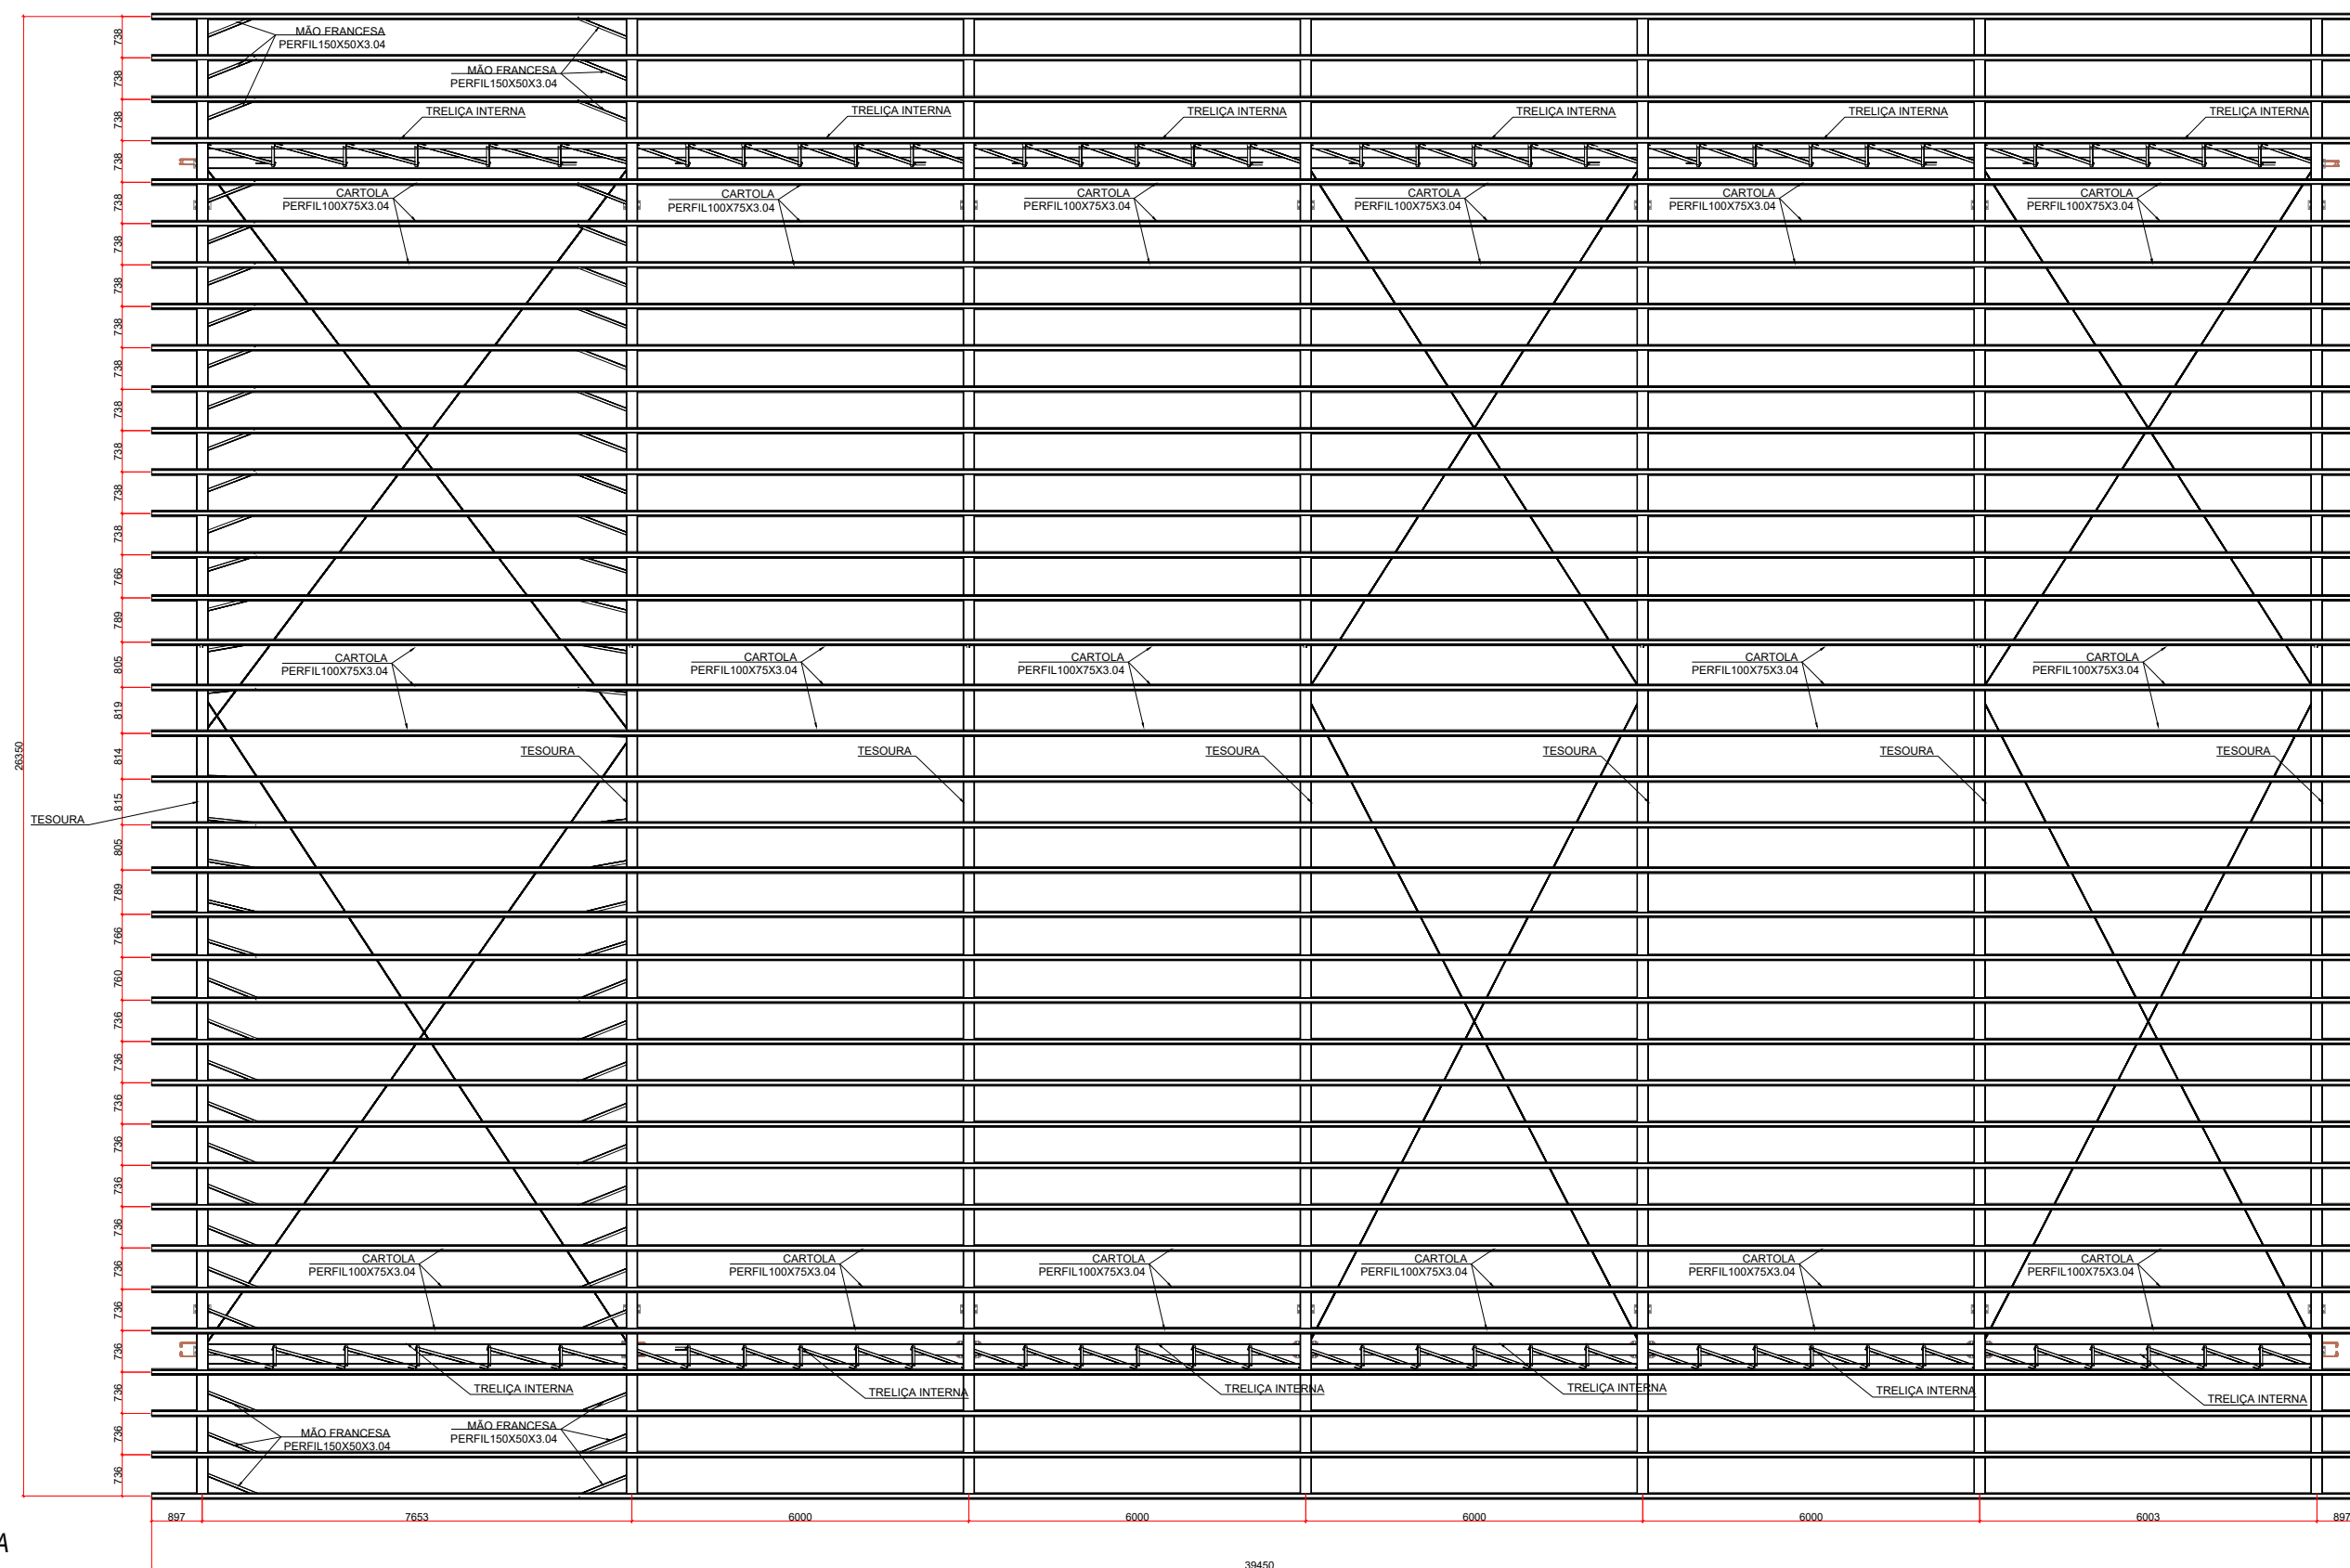 738
MÃO FRANCESA
PERFIL150X50X3.04
738
MÃO FRANCESA
PERFIL150X50X3.04
738
TRELIÇA INTERNA
TRELIÇA INTERNA
TRELIÇA INTERNA
TRELIÇA INTERNA
TRELIÇA INTERNA
TRELIÇA INTERNA
738
738
CARTOLA
PERFIL100X75X3.04
CARTOLA
PERFIL100X75X3.04
CARTOLA
PERFIL100X75X3.04
CARTOLA
PERFIL100X75X3.04
CARTOLA
PERFIL100X75X3.04
CARTOLA
PERFIL100X75X3.04
738
738
738
738
738
738
738
738
766
789
805
CARTOLA
PERFIL100X75X3.04
CARTOLA
PERFIL100X75X3.04
CARTOLA
PERFIL100X75X3.04
CARTOLA
PERFIL100X75X3.04
CARTOLA
PERFIL100X75X3.04
819
26350
814
TESOURA
TESOURA
TESOURA
TESOURA
TESOURA
TESOURA
815
TESOURA
805
789
766
760
736
736
736
736
736
736
736
CARTOLA
PERFIL100X75X3.04
CARTOLA
PERFIL100X75X3.04
CARTOLA
PERFIL100X75X3.04
CARTOLA
PERFIL100X75X3.04
CARTOLA
PERFIL100X75X3.04
CARTOLA
PERFIL100X75X3.04
736
736
736
TRELIÇA INTERNA
TRELIÇA INTERNA
TRELIÇA INTERNA
TRELIÇA INTERNA
TRELIÇA INTERNA
TRELIÇA INTERNA
736
MÃO FRANCESA
PERFIL150X50X3.04
MÃO FRANCESA
PERFIL150X50X3.04
736
897
7653
6000
6000
6000
6000
6003
897
A
39450